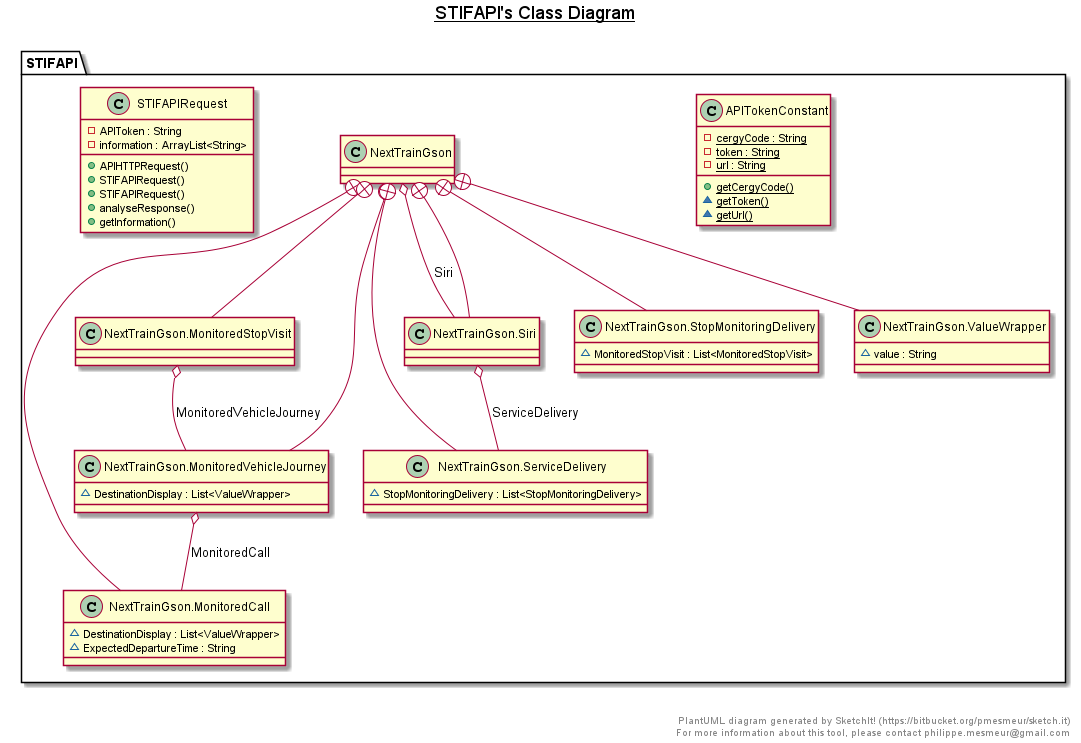 STIFAPI's Class Diagram
STIFAPI
C STIFAPIRequest
APIToken : String
information : ArrayList<String>
APIHTTPRequest()
STIFAPIRequest()
STIFAPIRequest()
analyseResponse()
getInformation()
C NextTrainGson
C APITokenConstant
cergyCode : String
token : String
url : String
getCergyCode()
getToken()
getUrl()
Siri
C NextTrainGson.MonitoredStopVisit
C NextTrainGson.Siri
C NextTrainGson.StopMonitoringDelivery
MonitoredStopVisit : List<MonitoredStopVisit>
C NextTrainGson.ValueWrapper
value : String
MonitoredVehicleJourney
ServiceDelivery
C NextTrainGson.MonitoredVehicleJourney
DestinationDisplay : List<ValueWrapper>
C NextTrainGson.ServiceDelivery
StopMonitoringDelivery : List<StopMonitoringDelivery>
MonitoredCall
C NextTrainGson.MonitoredCall
DestinationDisplay : List<ValueWrapper>
ExpectedDepartureTime : String
PlantUML diagram generated by SketchIt! (https://bitbucket.org/pmesmeur/sketch.it)
For more information about this tool, please contact philippe.mesmeur@gmail.com